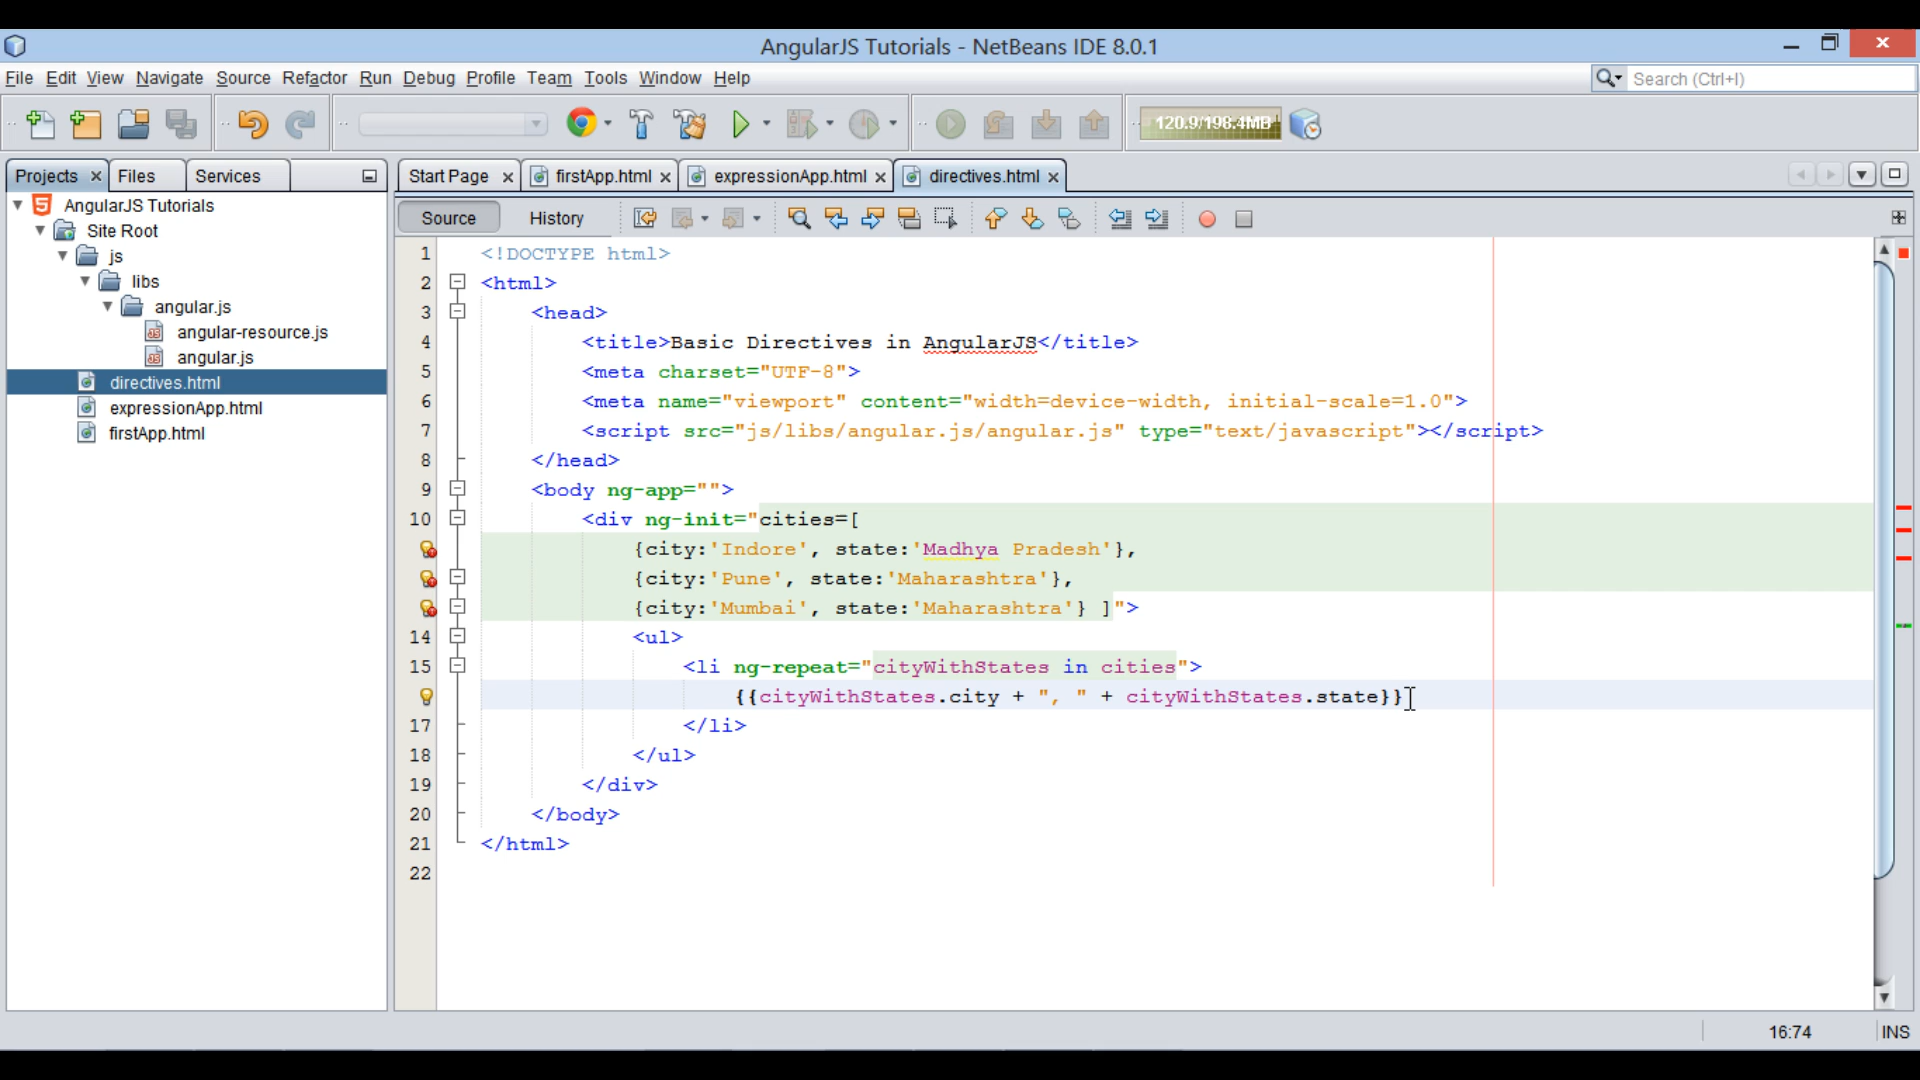 AngularJS Tutorials - NetBeans IDE 8.0.1
File Edit View Navigate Source Refactor Run Debug Profile Team Tools Window Help
Search (Ctrl+I)
120.9/198.4MB
Projects Files Services
Start Page firstApp.html expressionApp.html directives.html
Source History
AngularJS Tutorials
Site Root
js
libs
angular.js
angular-resource.js
angular.js
directives.html
expressionApp.html
firstApp.html
1 <!DOCTYPE html>
2 <html>
3 <head>
4 <title>Basic Directives in AngularJS</title>
5 <meta charset="UTF-8">
6 <meta name="viewport" content="width=device-width, initial-scale=1.0">
7 <script src="js/libs/angular.js/angular.js" type="text/javascript"></script>
8 </head>
9 <body ng-app="">
10 <div ng-init="cities=[
{city:'Indore', state:'Madhya Pradesh'},
{city:'Pune', state:'Maharashtra'},
{city:'Mumbai', state:'Maharashtra'} ]">
14 <ul>
15 <li ng-repeat="cityWithStates in cities">
{{cityWithStates.city + ", " + cityWithStates.state}}
17 </li>
18 </ul>
19 </div>
20 </body>
21 </html>
22
16:74 INS